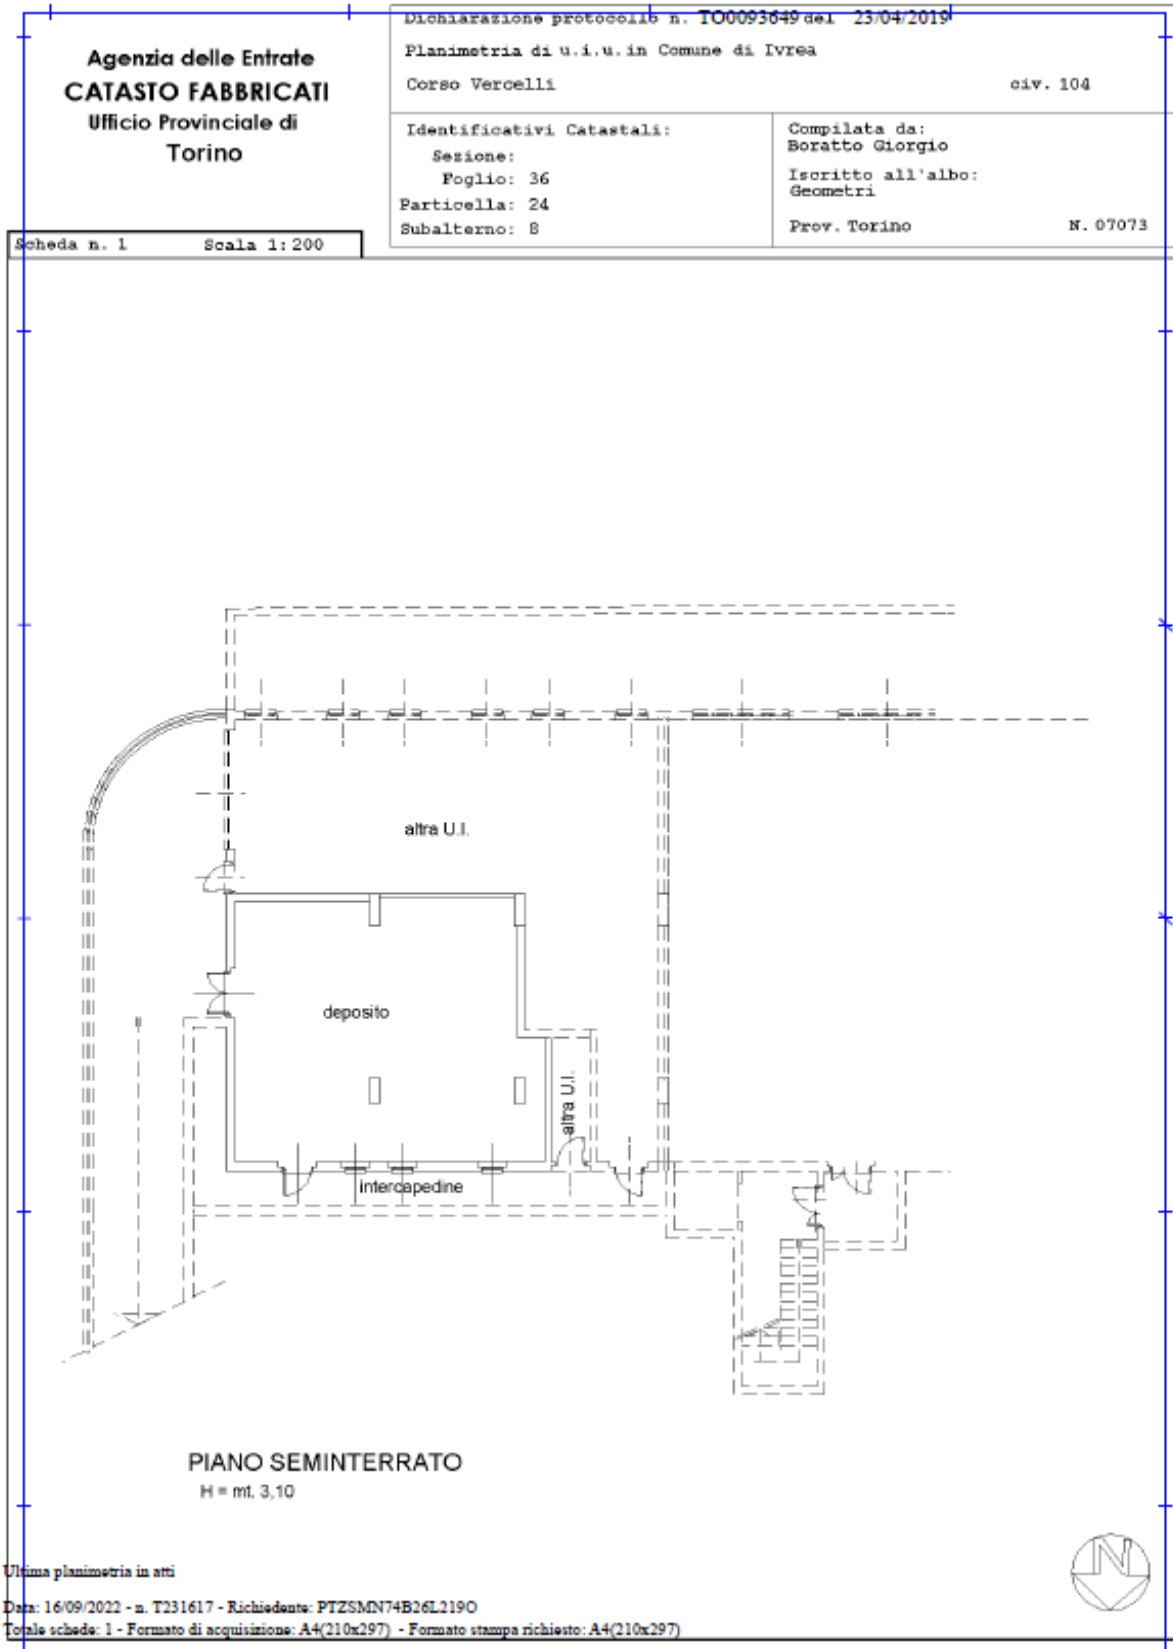 Agenzia delle Entrate
CATASTO FABBRICATI
Ufficio Provinciale di
Torino
Dichiarazione protocollo n. TO0093649 del 23/04/2019
Planimetria di u.i.u. in Comune di Ivrea
Corso Vercelli civ. 104
Identificativi Catastali:
Sezione:
Foglio: 36
Particella: 24
Subalterno: 8
Compilata da:
Boratto Giorgio
Iscritto all'albo:
Geometri
Prov. Torino N. 07073
Scheda n. 1 Scala 1:200
altra U.I.
deposito
altra U.I.
intercapedine
PIANO SEMINTERRATO
H = mt. 3,10
N
Ultima planimetria in atti
Data: 16/09/2022 - n. T231617 - Richiedente: PTZSMN74B26L219O
Totale schede: 1 - Formato di acquisizione: A4(210x297) - Formato stampa richiesto: A4(210x297)